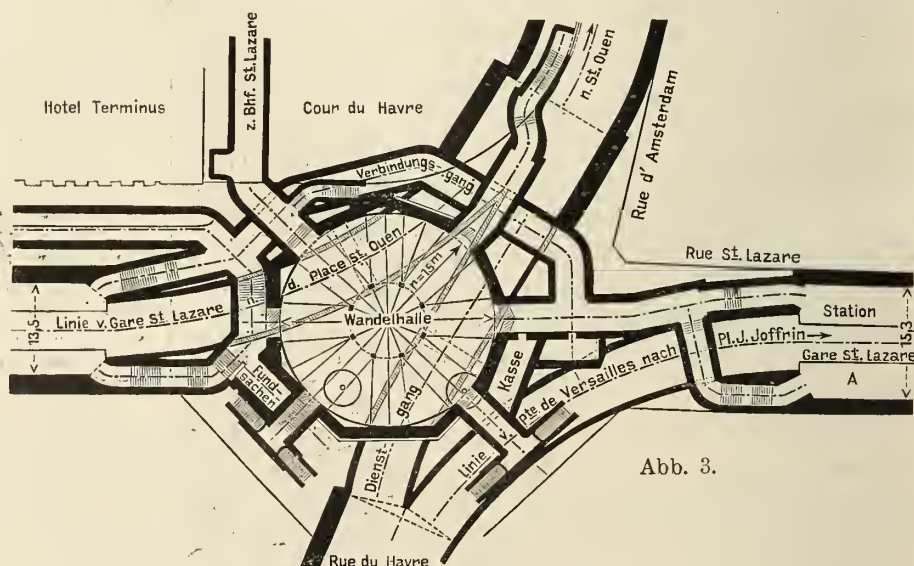 Hotel Terminus
z. Bhf. St. Lazare
Cour du Havre
n. St. Ouen
Rue d'Amsterdam
Verbindungs-gang
Rue St. Lazare
n. d. Place St. Ouen
r=15m
Wandelhalle
13,5
Linie v. Gare St. Lazare
Station
Pl. J. Joffrin
Gare St. Lazare
A
15,3
Fund-
sachen
Kasse
Linie Pte de Versailles nach
Dienst-gang
Abb. 3.
Rue du Havre